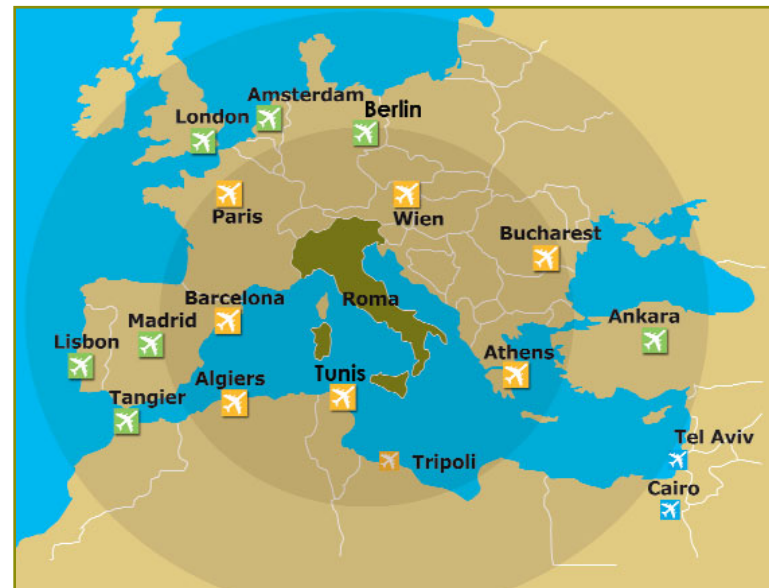 Amsterdam
Berlin
London
Paris
Wien
Bucharest
Barcelona
Roma
Madrid
Ankara
Lisbon
Athens
Tunis
Algiers
Tangier
Tel Aviv
Tripoli
Cairo